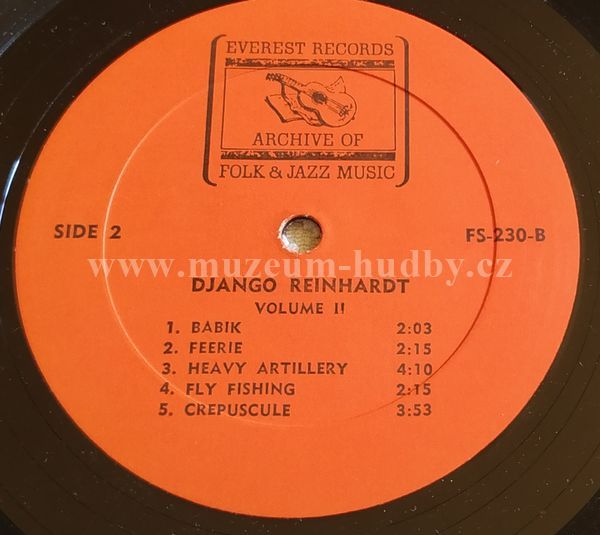 EVEREST RECORDS
ARCHIVE OF
FOLK & JAZZ MUSIC
SIDE 2
FS-230-B
www.muzeum-hudby.cz
DJANGO REINHARDT
VOLUME II
1. BABIK 2:03
2. FEERIE 2:15
3. HEAVY ARTILLERY 4:10
4. FLY FISHING 2:15
5. CREPUSCULE 3:53